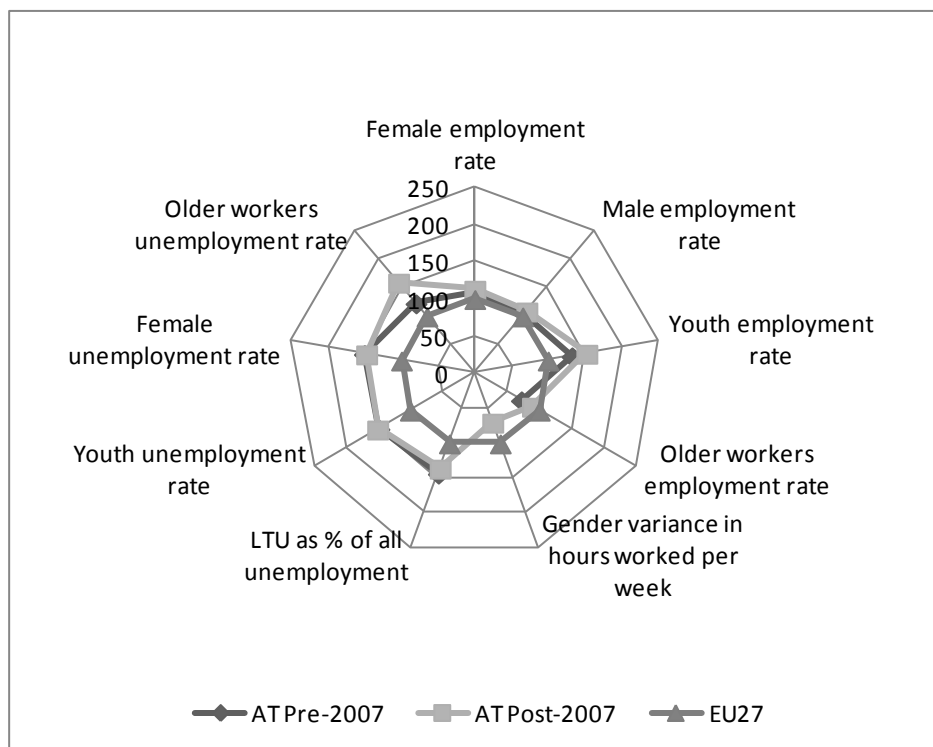 Female employment
rate
Older workers
unemployment rate
Male employment
rate
250
200
150
100
50
0
Female
unemployment rate
Youth employment
rate
Youth unemployment
rate
Older workers
employment rate
LTU as % of all
unemployment
Gender variance in
hours worked per
week
AT Pre-2007
AT Post-2007
EU27